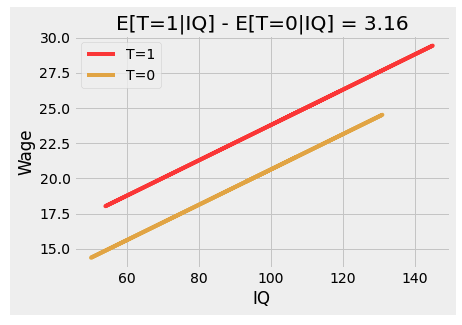 E[T=1|IQ] - E[T=0|IQ] = 3.16
30.0
27.5
25.0
22.5
20.0
17.5
15.0
Wage
T=1
T=0
60 80 100 120 140
IQ